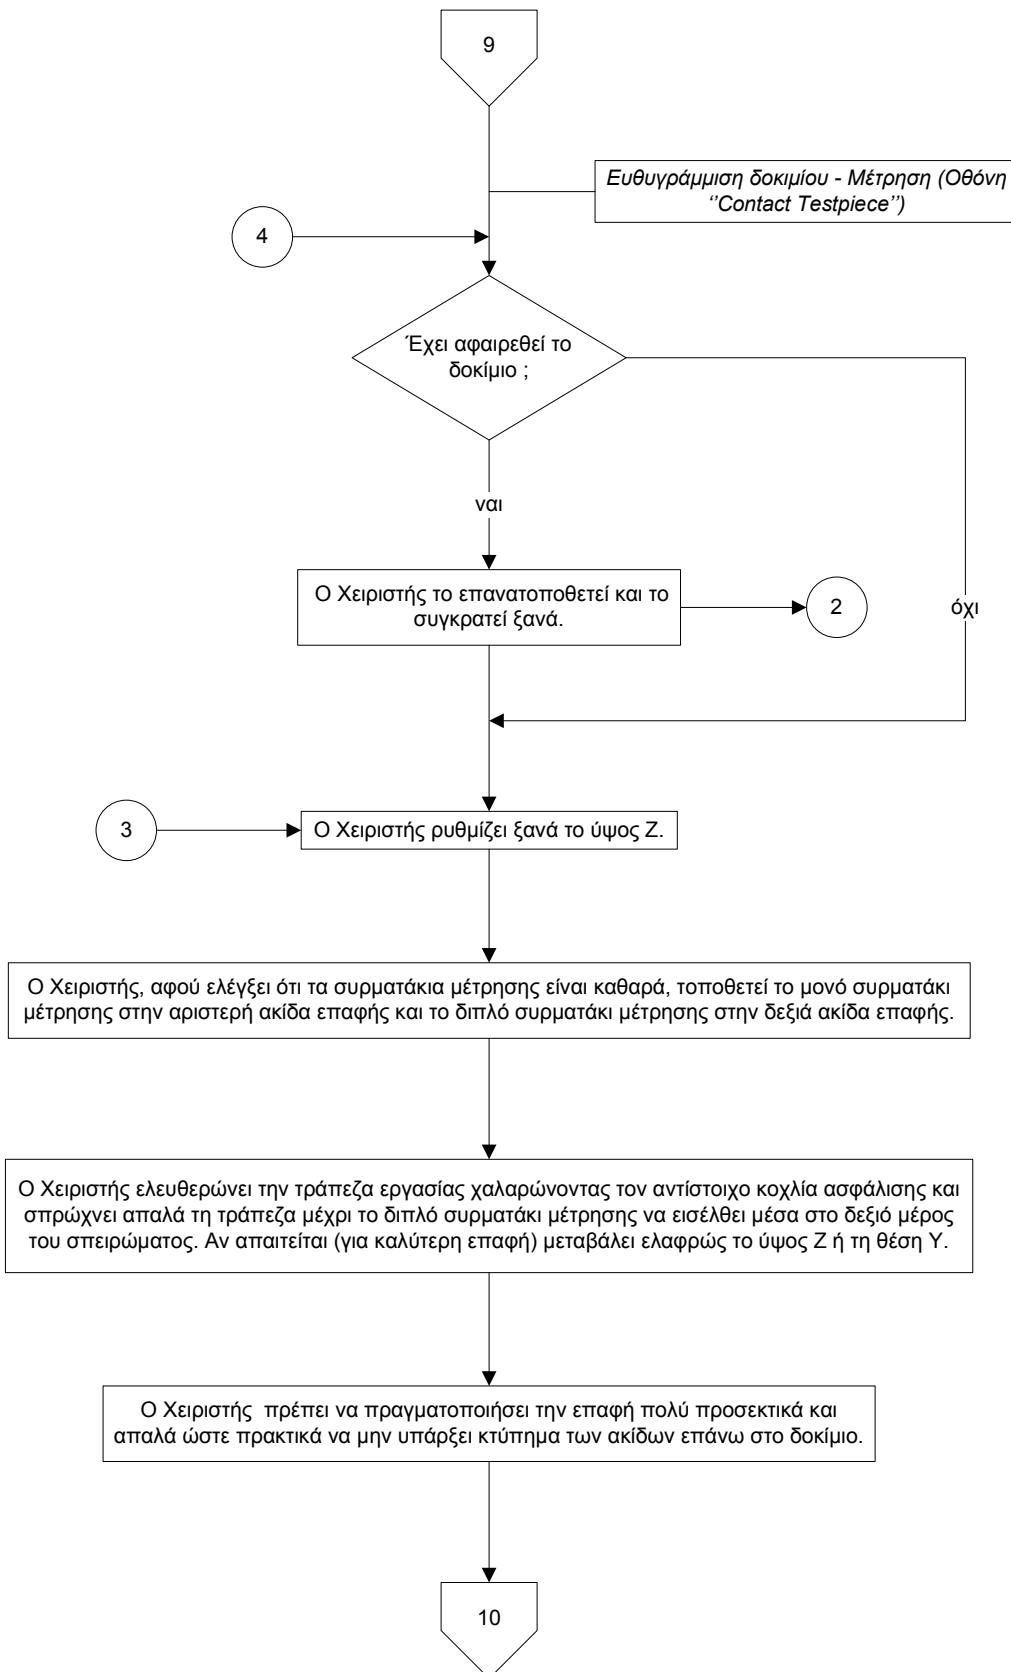 9
Ευθυγράμμιση δοκιμίου - Μέτρηση (Οθόνη
‘’Contact Testpiece’’)
4
Έχει αφαιρεθεί το
δοκίμιο ;
ναι
Ο Χειριστής το επανατοποθετεί και το
συγκρατεί ξανά.
2
όχι
3
Ο Χειριστής ρυθμίζει ξανά το ύψος Ζ.
Ο Χειριστής, αφού ελέγξει ότι τα συρματάκια μέτρησης είναι καθαρά, τοποθετεί το μονό συρματάκι
μέτρησης στην αριστερή ακίδα επαφής και το διπλό συρματάκι μέτρησης στην δεξιά ακίδα επαφής.
Ο Χειριστής ελευθερώνει την τράπεζα εργασίας χαλαρώνοντας τον αντίστοιχο κοχλία ασφάλισης και
σπρώχνει απαλά τη τράπεζα μέχρι το διπλό συρματάκι μέτρησης να εισέλθει μέσα στο δεξιό μέρος
του σπειρώματος. Αν απαιτείται (για καλύτερη επαφή) μεταβάλει ελαφρώς το ύψος Ζ ή τη θέση Υ.
Ο Χειριστής πρέπει να πραγματοποιήσει την επαφή πολύ προσεκτικά και
απαλά ώστε πρακτικά να μην υπάρξει κτύπημα των ακίδων επάνω στο δοκίμιο.
10